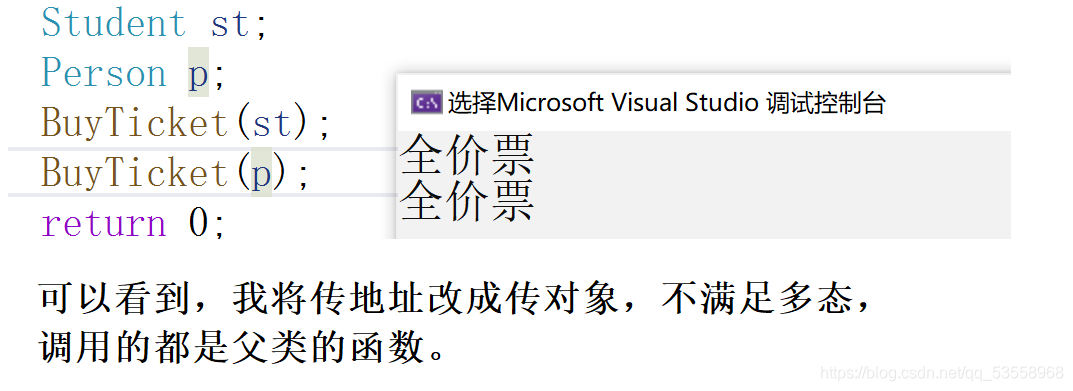 Student st;
Person p;
BuyTicket(st);
BuyTicket(p);
return 0;
选择Microsoft Visual Studio 调试控制台
全价票
全价票
可以看到，我将传地址改成传对象，不满足多态，
调用的都是父类的函数。
https://blog.csdn.net/qq_53558968